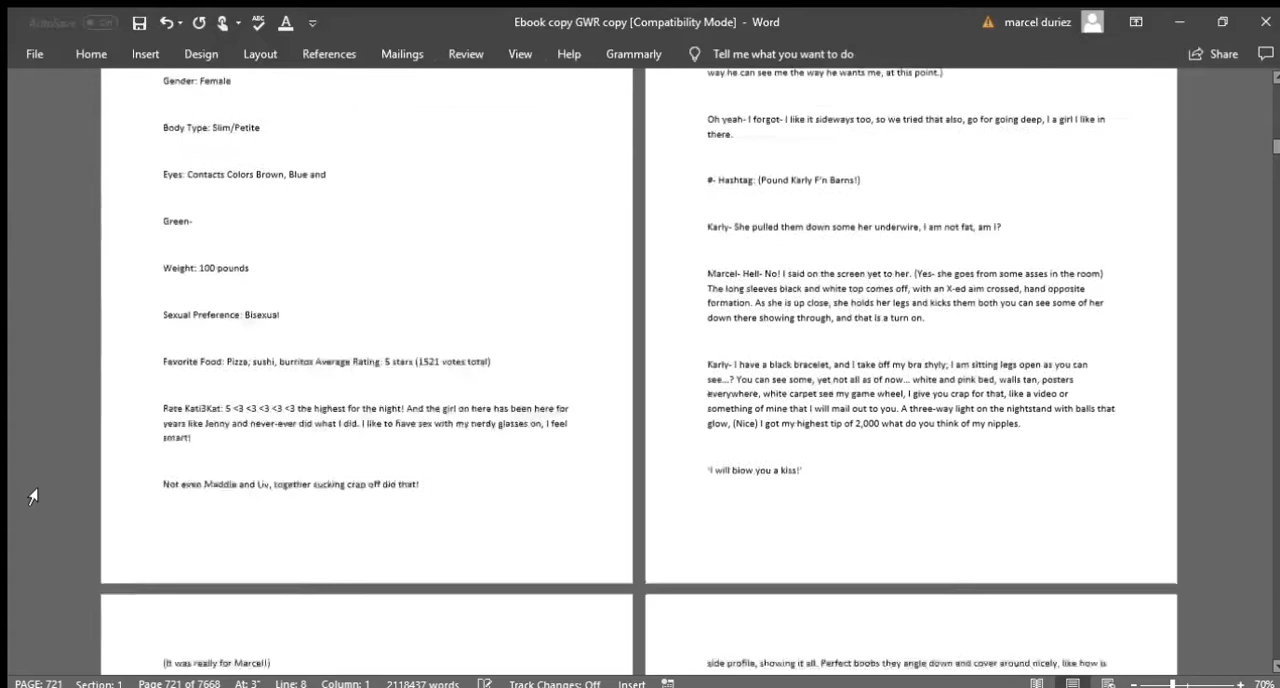 AutoSave Off
Ebook copy GWR copy [Compatibility Mode] - Word
marcel duriez
File Home Insert Design Layout References Mailings Review View Help Grammarly Tell me what you want to do Share
Gender: Female
Body Type: Slim/Petite
Eyes: Contacts Colors Brown, Blue and
Green-
Weight: 100 pounds
Sexual Preference: Bisexual
Favorite Food: Pizza; sushi, burritos Average Rating: 5 stars (1521 votes total)
Rate Kati3Kat: 5 <3 <3 <3 <3 <3 the highest for the night! And the girl on here has been here for
years like Jenny and never-ever did what I did. I like to have sex with my nerdy glasses on, I feel
smart!
Not even Maddie and Liv, together sucking crap off did that!
(It was really for Marcel!)
way he can see me the way he wants me, at this point.)
Oh yeah- I forgot- I like it sideways too, so we tried that also, go for going deep, I a girl I like in
there.
#- Hashtag: (Pound Karly F'n Barns!)
Karly- She pulled them down some her underwire, I am not fat, am I?
Marcel- Hell- No! I said on the screen yet to her. (Yes- she goes from some asses in the room)
The long sleeves black and white top comes off, with an X-ed aim crossed, hand opposite
formation. As she is up close, she holds her legs and kicks them both you can see some of her
down there showing through, and that is a turn on.
Karly- I have a black bracelet, and I take off my bra thyly; I am sitting legs open as you can
see...? You can see some, yet not all as of now... white and pink bed, walls tan, posters
everywhere, white carpet see my game wheel, I give you crap for that, like a video or
something of mine that I will mail out to you. A three-way light on the nightstand with balls that
glow, (Nice) I got my highest tip of 2,000 what do you think of my nipples.
'I will blow you a kiss!'
side profile, showing it all. Perfect boobs they angle down and cover around nicely, like how is
PAGE: 721 Section: 1 Page 721 of 7668 At: 3" Line: 8 Column: 1 2118437 words Track Changes: Off Insert 70%